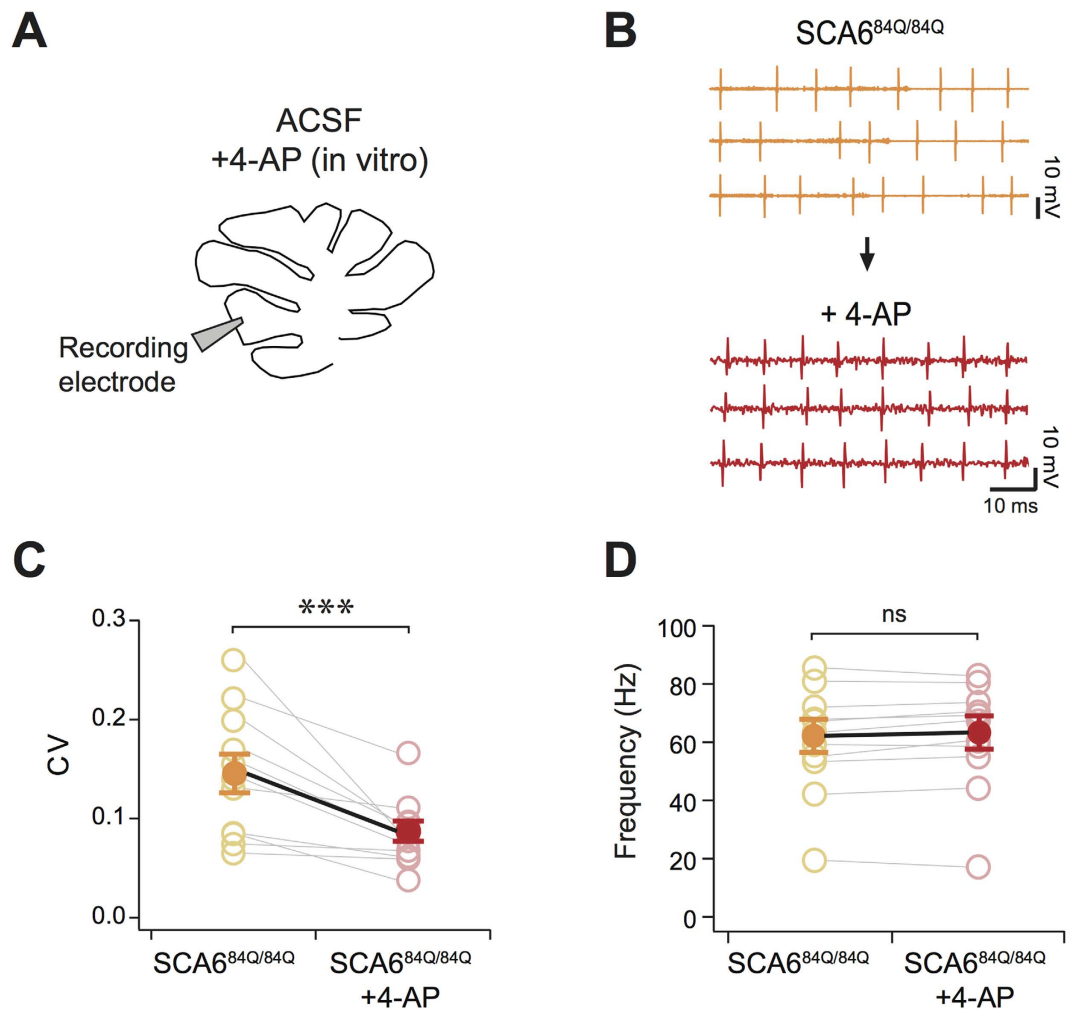 A
ACSF
+4-AP (in vitro)
Recording
electrode
B
SCA6^84Q/84Q
10 mV
+ 4-AP
10 mV
10 ms
C
***
0.3
0.2
0.1
0.0
CV
SCA6^84Q/84Q
SCA6^84Q/84Q
+4-AP
D
ns
100
80
60
40
20
0
Frequency (Hz)
SCA6^84Q/84Q
SCA6^84Q/84Q
+4-AP